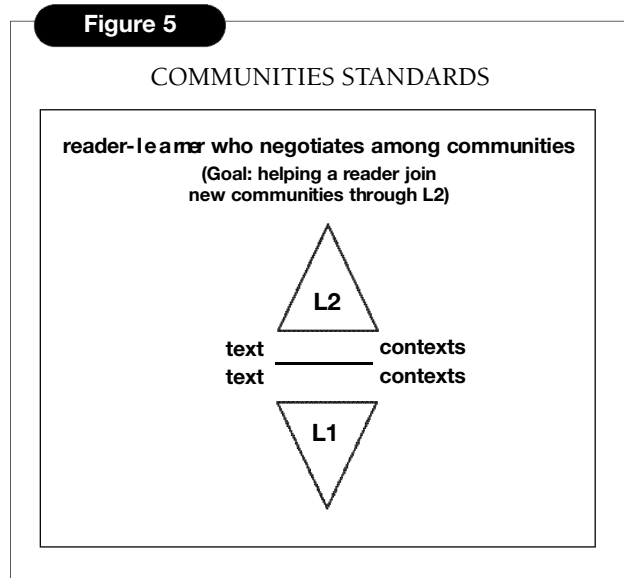 Figure 5
COMMUNITIES STANDARDS
reader-learner who negotiates among communities
(Goal: helping a reader join
new communities through L2)
L2
text contexts
text contexts
L1